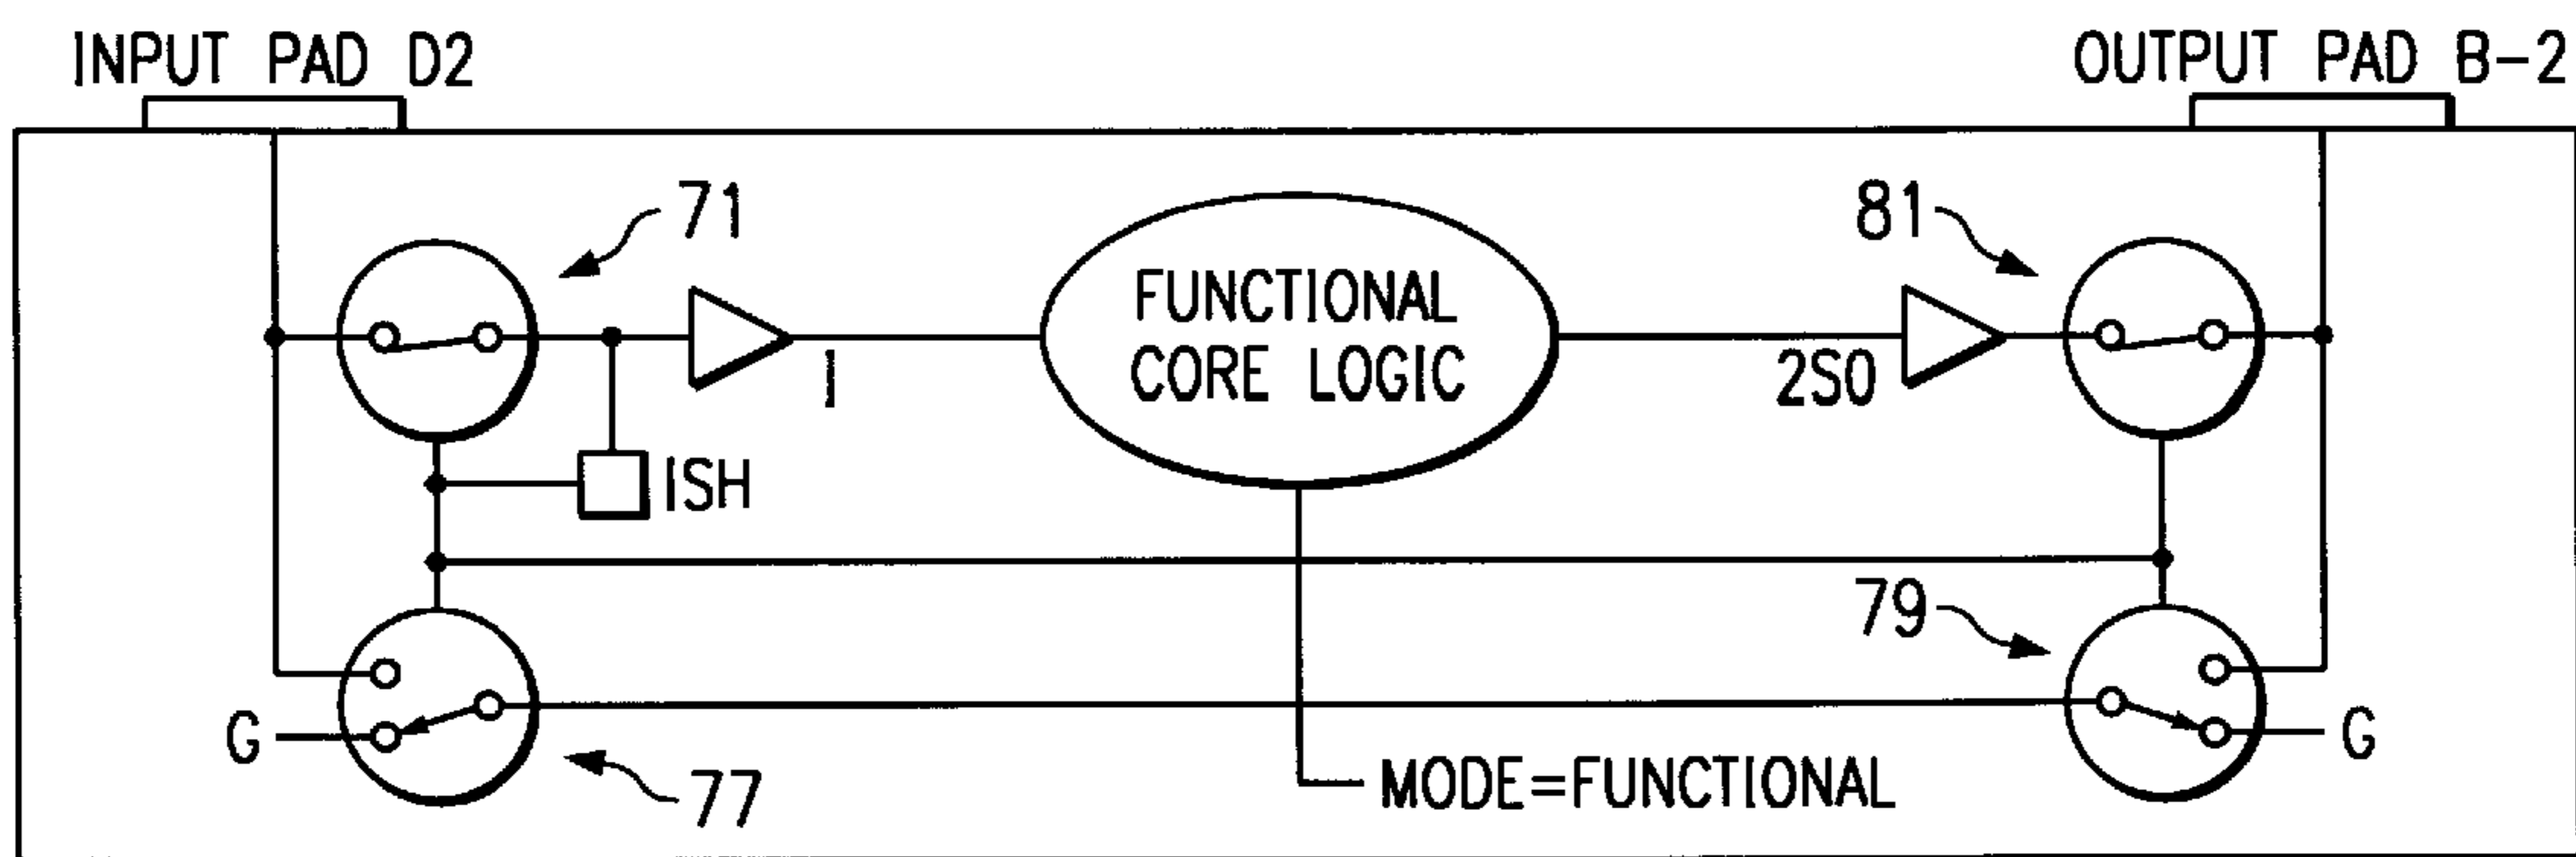 INPUT PAD D2
OUTPUT PAD B-2
71
81
FUNCTIONAL
CORE LOGIC
I
2SO
ISH
79
G
G
77
MODE=FUNCTIONAL